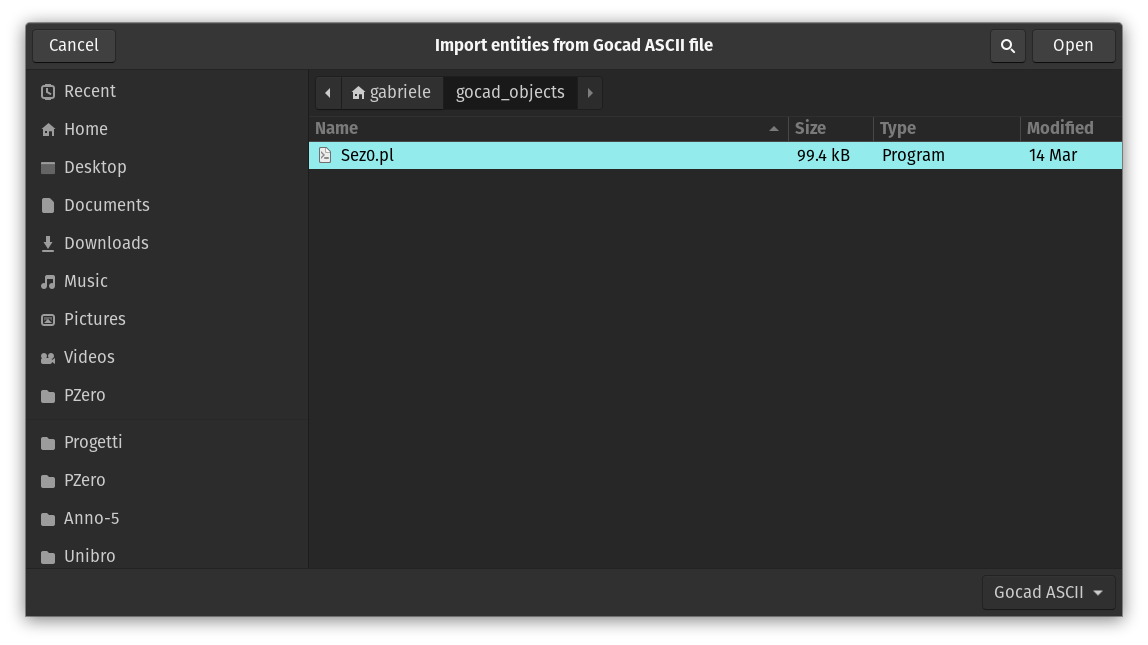 Cancel
Import entities from Gocad ASCII file
Open
Recent
Home
Desktop
Documents
Downloads
Music
Pictures
Videos
PZero
Progetti
PZero
Anno-5
Unibro
gabriele gocad_objects
Name Size Type Modified
Sez0.pl 99.4 kB Program 14 Mar
Gocad ASCII